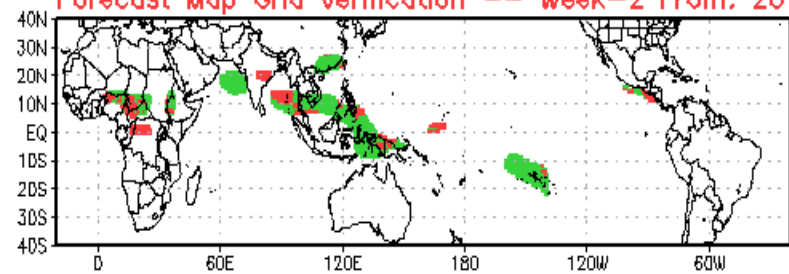 Forecast Map Grid Verification -- Week-2 from: 20
40N
30N
20N
10N
EQ
10S
20S
30S
40S
0 60E 120E 180 120W 60W